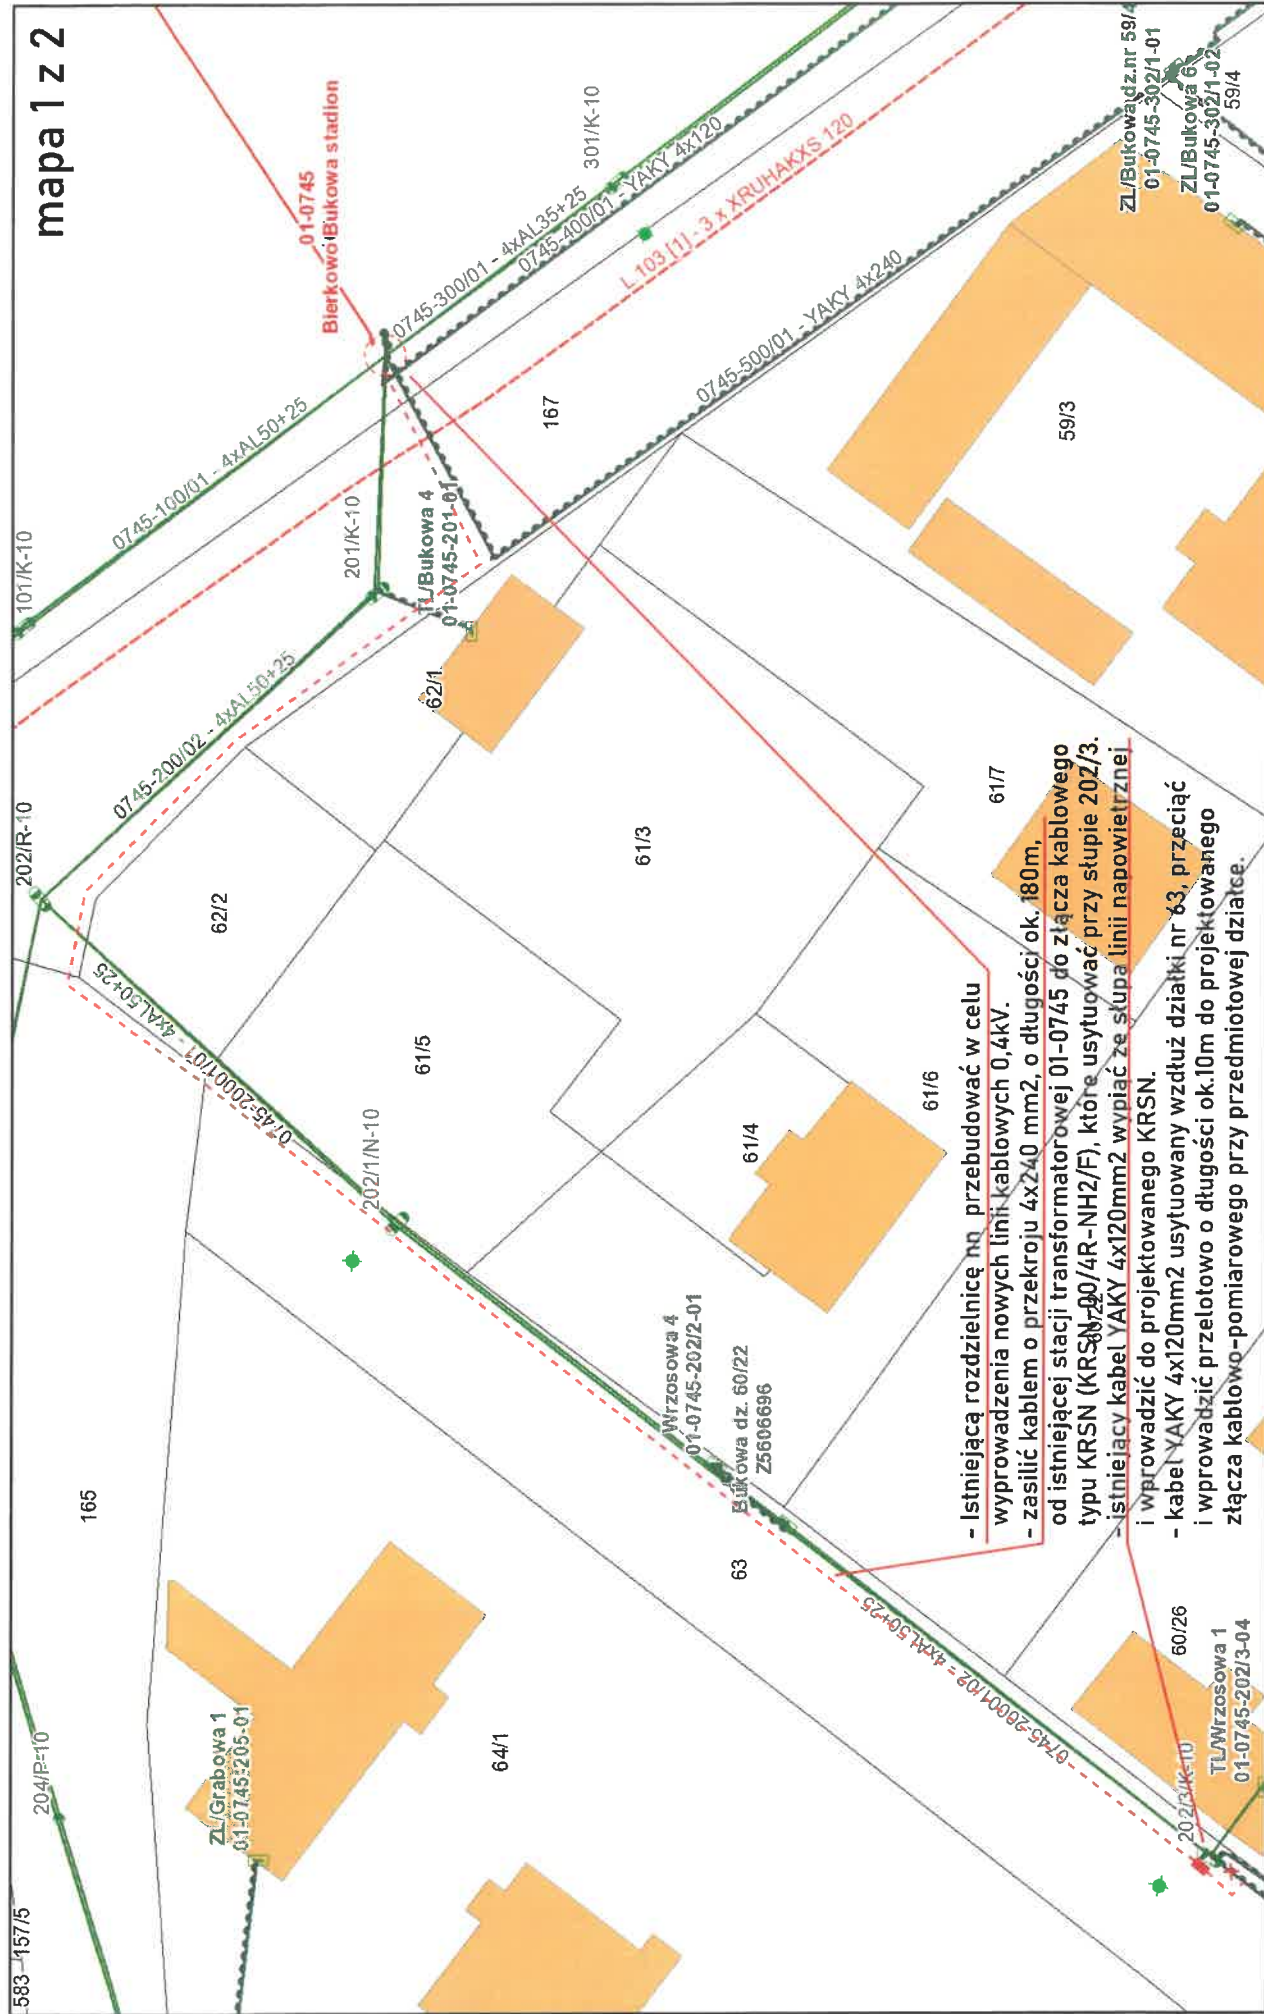 mapa 1 z 2
583
157/5
204/P-10
ZL/Grabowa 1
01-0745-205-01
165
64/1
202/R-10
101/K-10
0745-100/01 - 4xAL50+25
0745-200/02 - 4xAL50+25
201/K-10
TL/Bukowa 4
01-0745-201-01
01-0745
Bierkowo Bukowa stadion
0745-300/01 - 4xAL35+25
0745-400/01 - YAKY 4x120
301/K-10
L 103 [1] - 3 x XRUHAKXS 120
0745-500/01 - YAKY 4x240
167
ZL/Bukowa dz.nr 59/4
01-0745-302/1-01
ZL/Bukowa 6
01-0745-302/1-02
59/4
59/3
62/1
62/2
61/3
61/5
61/7
61/6
61/4
0745-20001/01 - 4xAL50+25
202/1/N-10
Wrzosowa 4
01-0745-202/2-01
Bukowa dz. 60/22
Z5606696
63
0745-20001/02 - 4xAL50+25
60/22
60/26
202/3/K-10
TL/Wrzosowa 1
01-0745-202/3-04
- Istniejącą rozdzielnicę nn przebudować w celu
wyprowadzenia nowych linii kablowych 0,4kV.
- zasilić kablem o przekroju 4x240 mm2, o długości ok. 180m,
od istniejącej stacji transformatorowej 01-0745 do złącza kablowego
typu KRSN (KRSN-00/4R-NH2/F), które usytuować przy słupie 202/3.
- istniejący kabel YAKY 4x120mm2 wypiąć ze słupa linii napowietrznej
i wprowadzić do projektowanego KRSN.
- kabel YAKY 4x120mm2 usytuowany wzdłuż działki nr 63, przeciąć
i wprowadzić przelotowo o długości ok.10m do projektowanego
złącza kablowo-pomiarowego przy przedmiotowej działce.